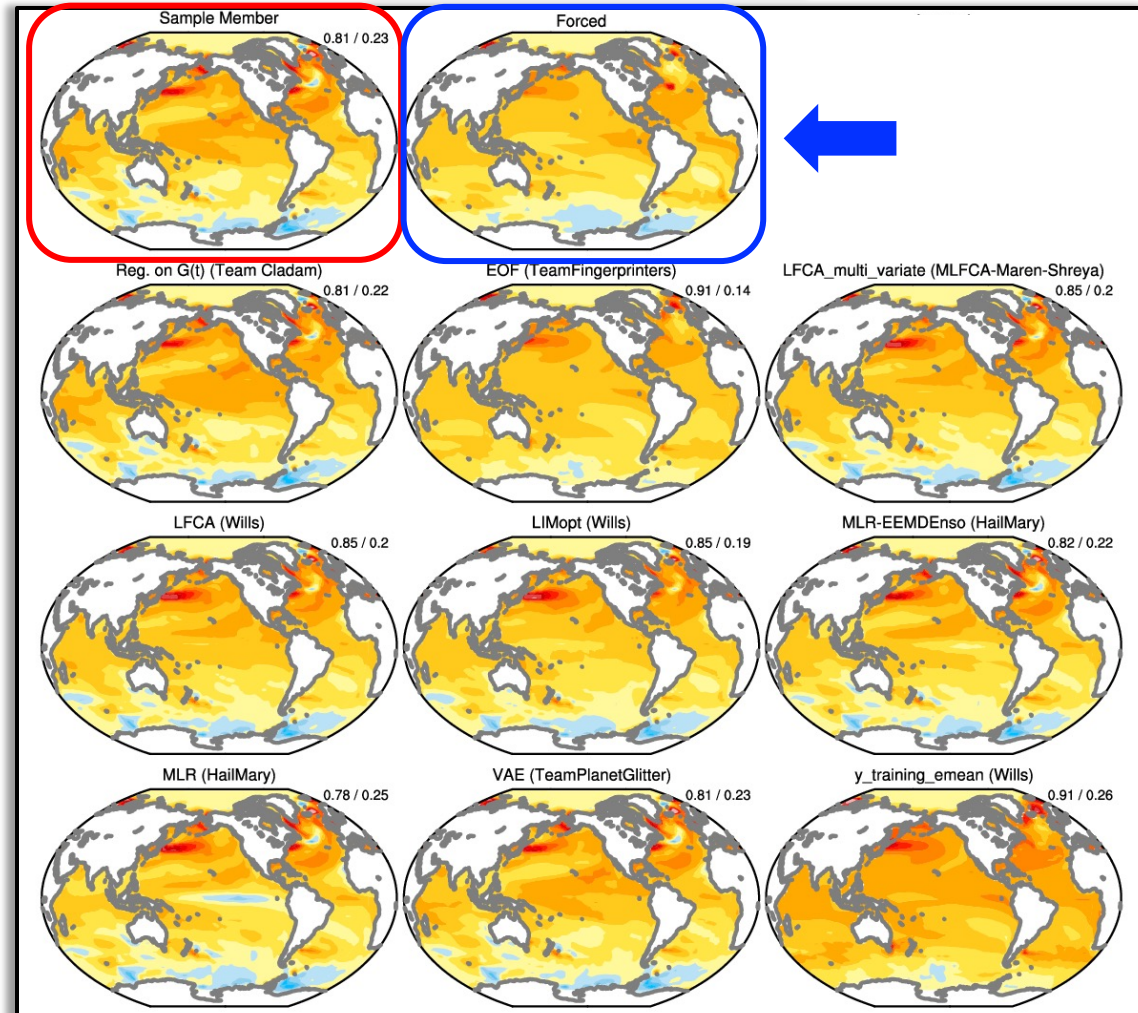 Sample Member
0.81 / 0.23
Forced
Reg. on G(t) (Team Cladam)
0.81 / 0.22
EOF (TeamFingerprinters)
0.91 / 0.14
LFCA_multi_variate (MLFCA-Maren-Shreya)
0.85 / 0.2
LFCA (Wills)
0.85 / 0.2
LIMopt (Wills)
0.85 / 0.19
MLR-EEMDEnso (HailMary)
0.82 / 0.22
MLR (HailMary)
0.78 / 0.25
VAE (TeamPlanetGlitter)
0.81 / 0.23
y_training_emean (Wills)
0.91 / 0.26